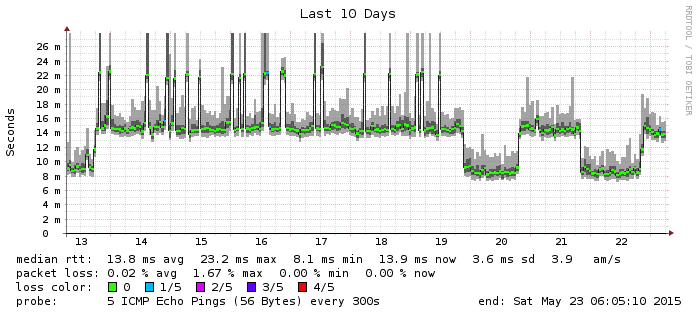 Last 10 Days
RRDTOOL / TOBI OETIKER
Seconds
26 m
24 m
22 m
20 m
18 m
16 m
14 m
12 m
10 m
8 m
6 m
4 m
2 m
0
13 14 15 16 17 18 19 20 21 22
median rtt: 13.8 ms avg 23.2 ms max 8.1 ms min 13.9 ms now 3.6 ms sd 3.9 am/s
packet loss: 0.02 % avg 1.67 % max 0.00 % min 0.00 % now
loss color: 0 1/5 2/5 3/5 4/5
probe: 5 ICMP Echo Pings (56 Bytes) every 300s end: Sat May 23 06:05:10 2015